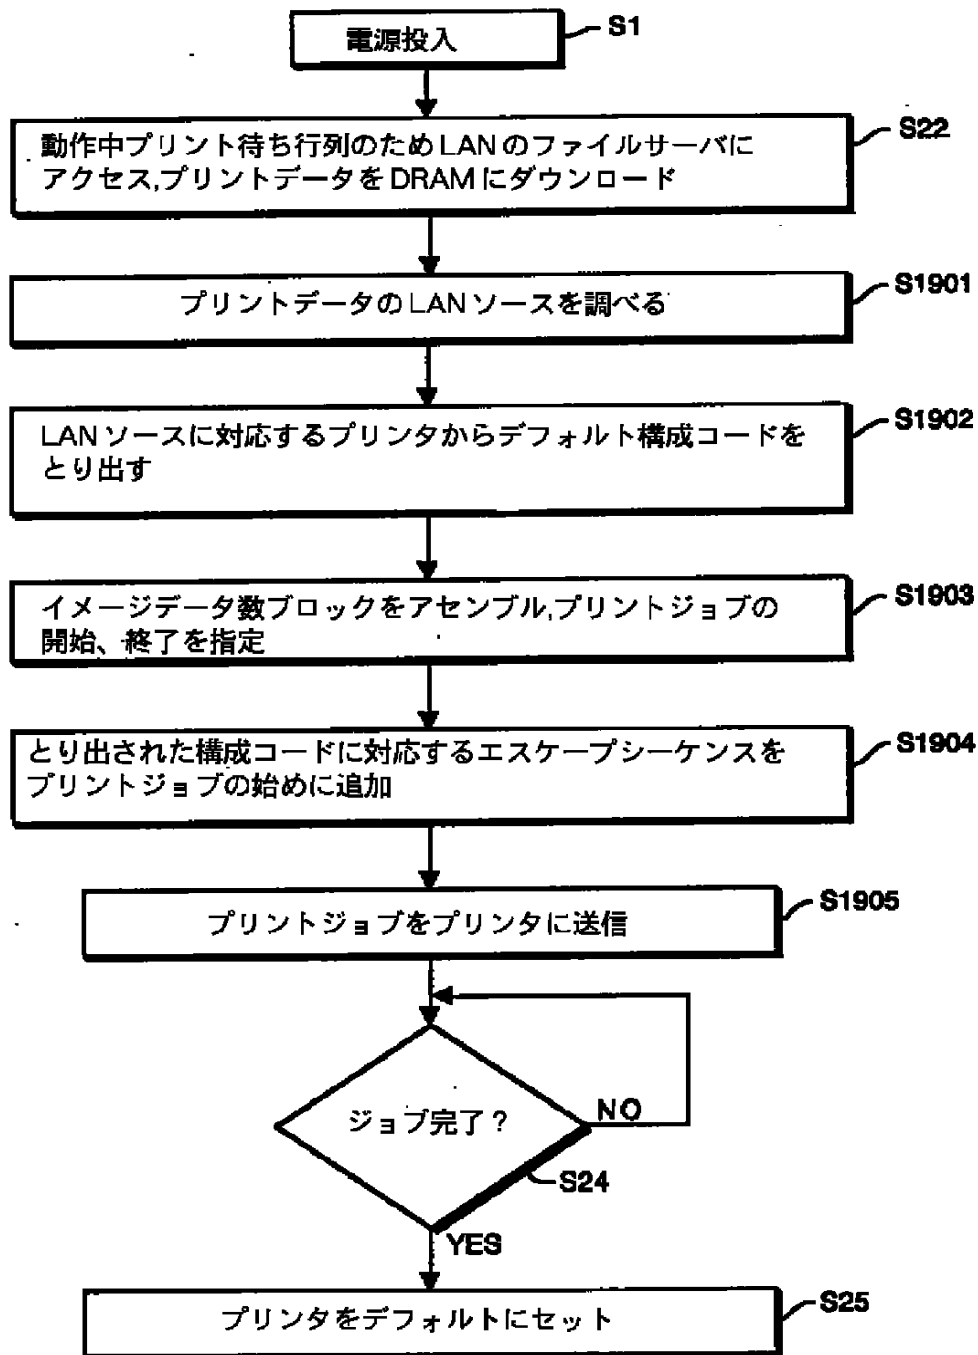 電源投入
S1
動作中プリント待ち行列のためLANのファイルサーバに
アクセス,プリントデータをDRAMにダウンロード
S22
プリントデータのLANソースを調べる
S1901
LANソースに対応するプリンタからデフォルト構成コードを
とり出す
S1902
イメージデータ数ブロックをアセンブル,プリントジョブの
開始、終了を指定
S1903
とり出された構成コードに対応するエスケープシーケンスを
プリントジョブの始めに追加
S1904
プリントジョブをプリンタに送信
S1905
ジョブ完了?
NO
S24
YES
プリンタをデフォルトにセット
S25